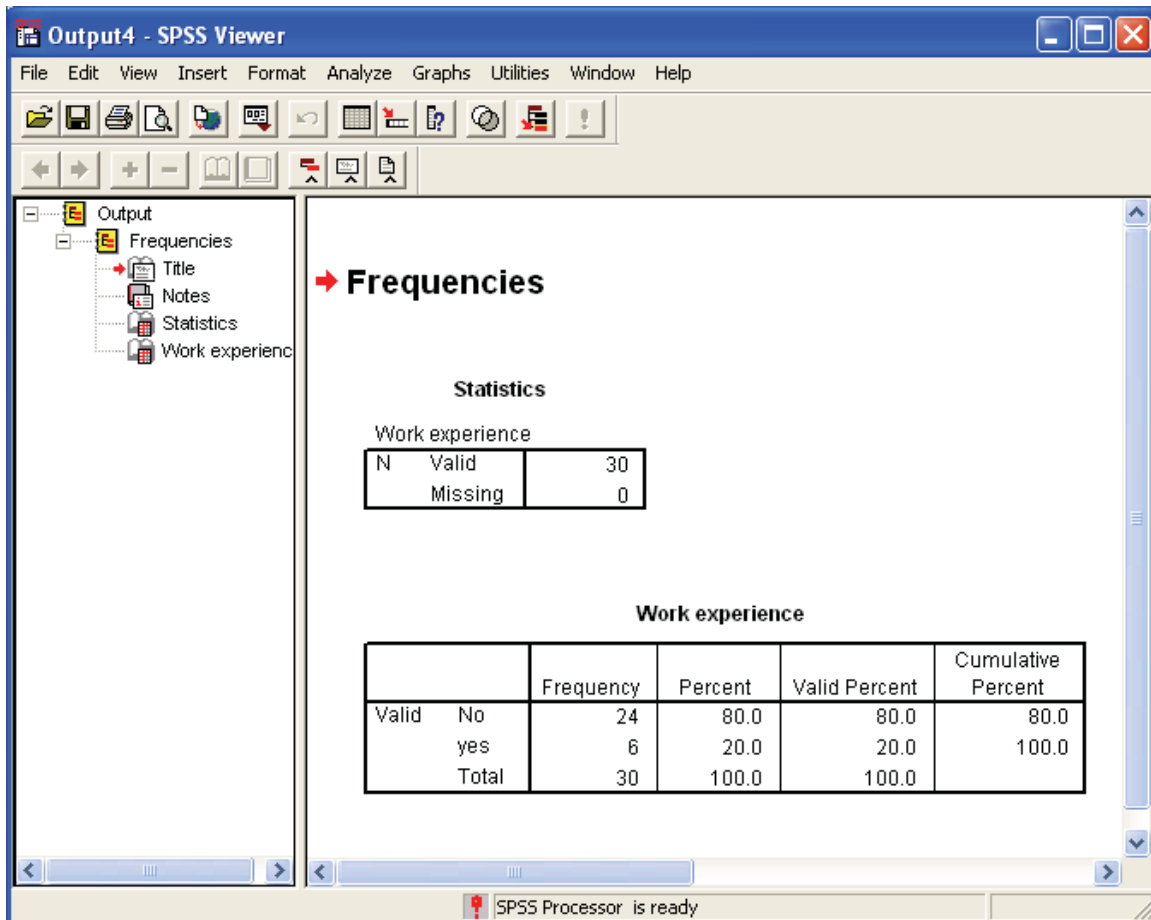 Output4 - SPSS Viewer
File Edit View Insert Format Analyze Graphs Utilities Window Help
Output
Frequencies
Title
Notes
Statistics
Work experienc
Frequencies
Statistics
Work experience
N Valid 30
Missing 0
Work experience
Frequency Percent Valid Percent Cumulative Percent
Valid No 24 80.0 80.0 80.0
yes 6 20.0 20.0 100.0
Total 30 100.0 100.0
SPSS Processor is ready